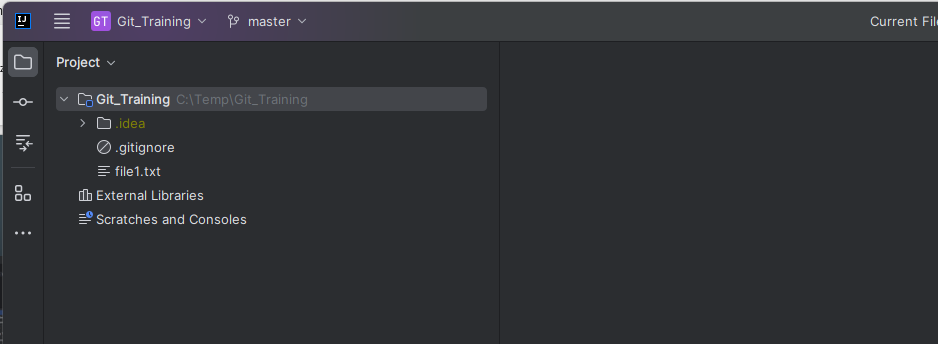 IJ GT Git_Training master Current File
Project
Git_Training C:\Temp\Git_Training
.idea
.gitignore
file1.txt
External Libraries
Scratches and Consoles